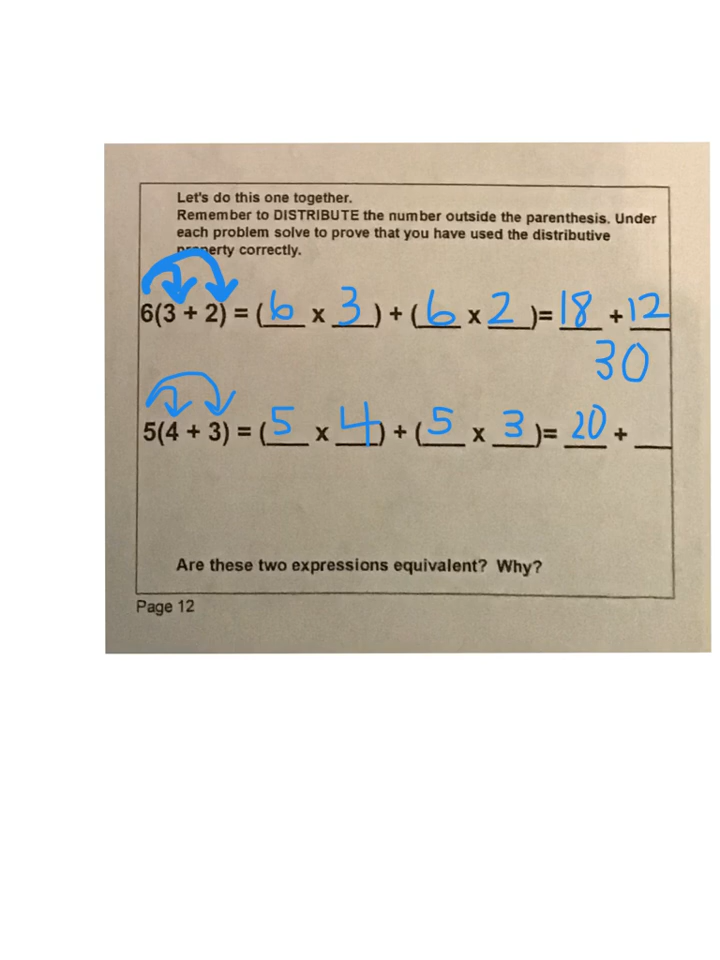 Let's do this one together.
Remember to DISTRIBUTE the number outside the parenthesis. Under
each problem solve to prove that you have used the distributive
property correctly.
6(3 + 2) = (6 x 3) + (6 x 2)= 18 + 12
30
5(4 + 3) = (5 x 4) + (5 x 3)= 20 + ___
Are these two expressions equivalent? Why?
Page 12